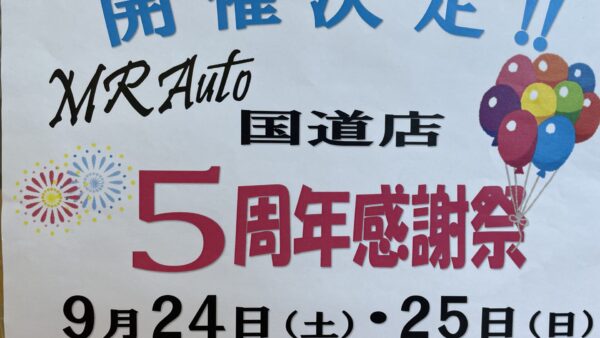 開催決定!!
MR Auto
国道店
5周年感謝祭
9月24日(土)・25日(日)